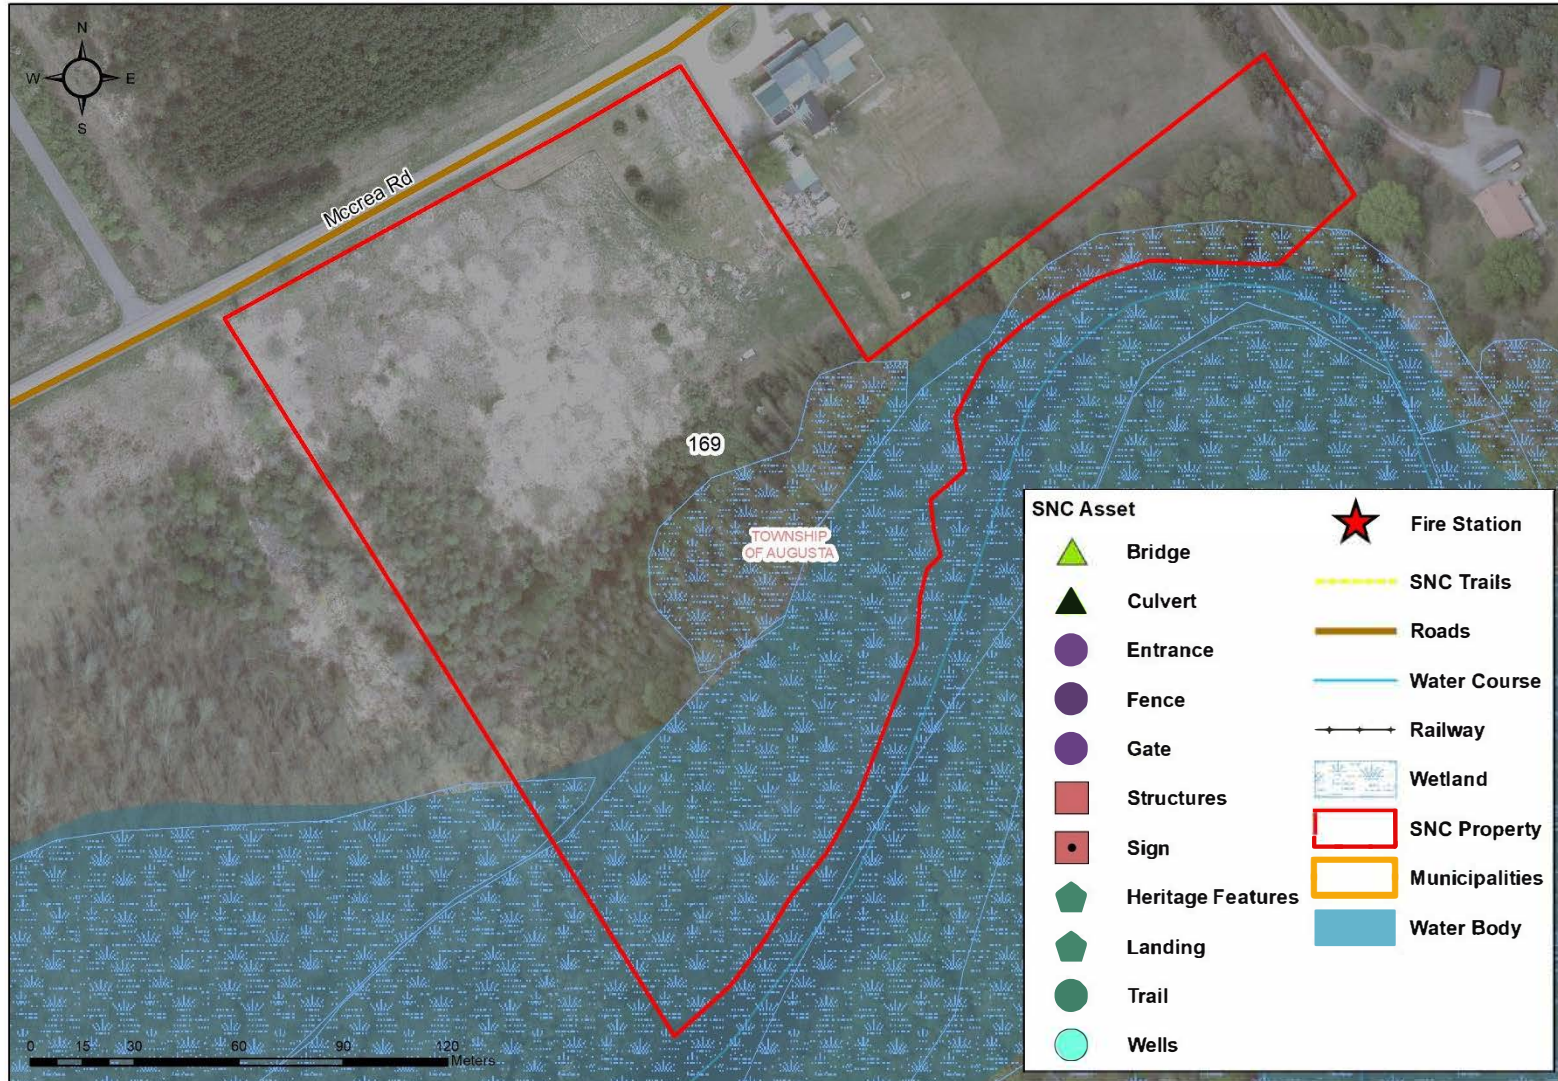 N
W E
S
Mccrea Rd
169
TOWNSHIP
OF AUGUSTA
SNC Asset
Bridge
Culvert
Entrance
Fence
Gate
Structures
Sign
Heritage Features
Landing
Trail
Wells
Fire Station
SNC Trails
Roads
Water Course
Railway
Wetland
SNC Property
Municipalities
Water Body
0 15 30 60 90 120
Meters